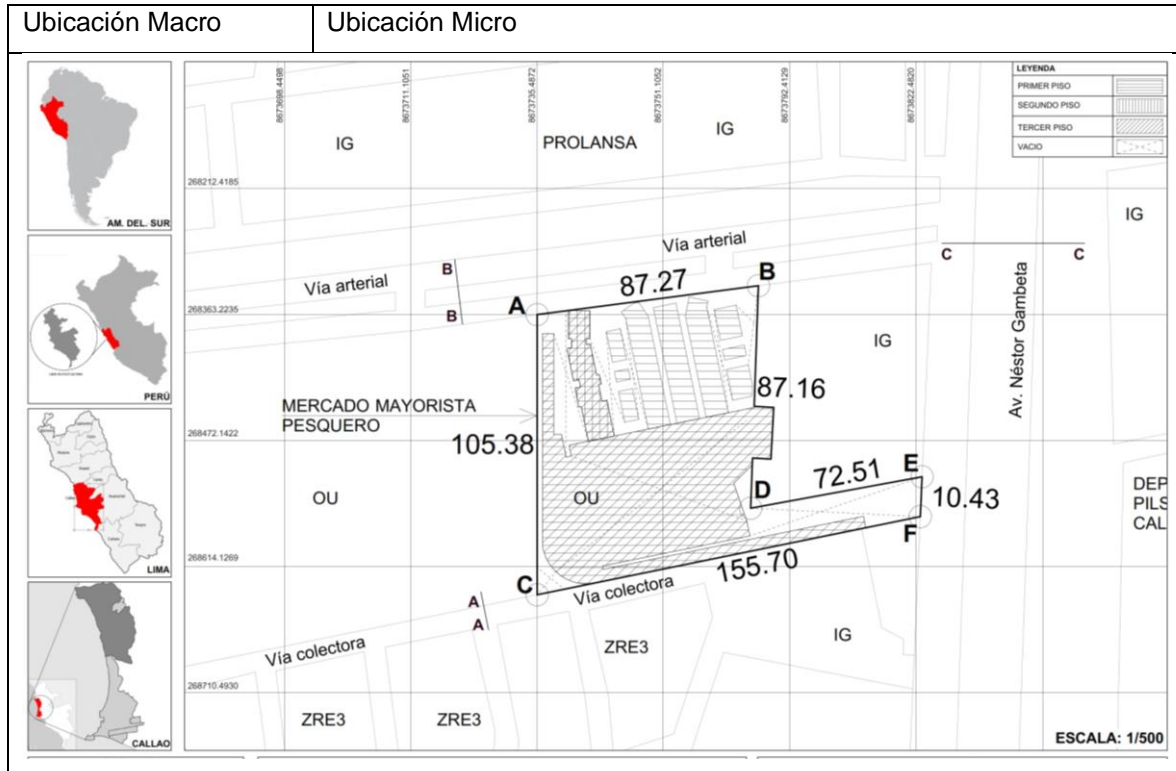 Ubicación Macro
Ubicación Micro
AM. DEL. SUR
PERÚ
LIMA
CALLAO
8673698.4498
8673711.1051
8673735.4872
8673751.1052
8673792.4129
8673822.4820
LEYENDA
PRIMER PISO
SEGUNDO PISO
TERCER PISO
VACIO
IG
PROLANSA
IG
268212.4185
IG
Vía arterial
C
C
B
Vía arterial
B
87.27
A
B
268363.2235
IG
Av. Néstor Gambeta
87.16
MERCADO MAYORISTA
PESQUERO
105.38
268472.1422
72.51
E
D
10.43
OU
OU
DEP
PILS
CAL
F
268614.1269
155.70
C
Vía colectora
A
A
IG
ZRE3
Vía colectora
268710.4930
ZRE3
ZRE3
ESCALA: 1/500